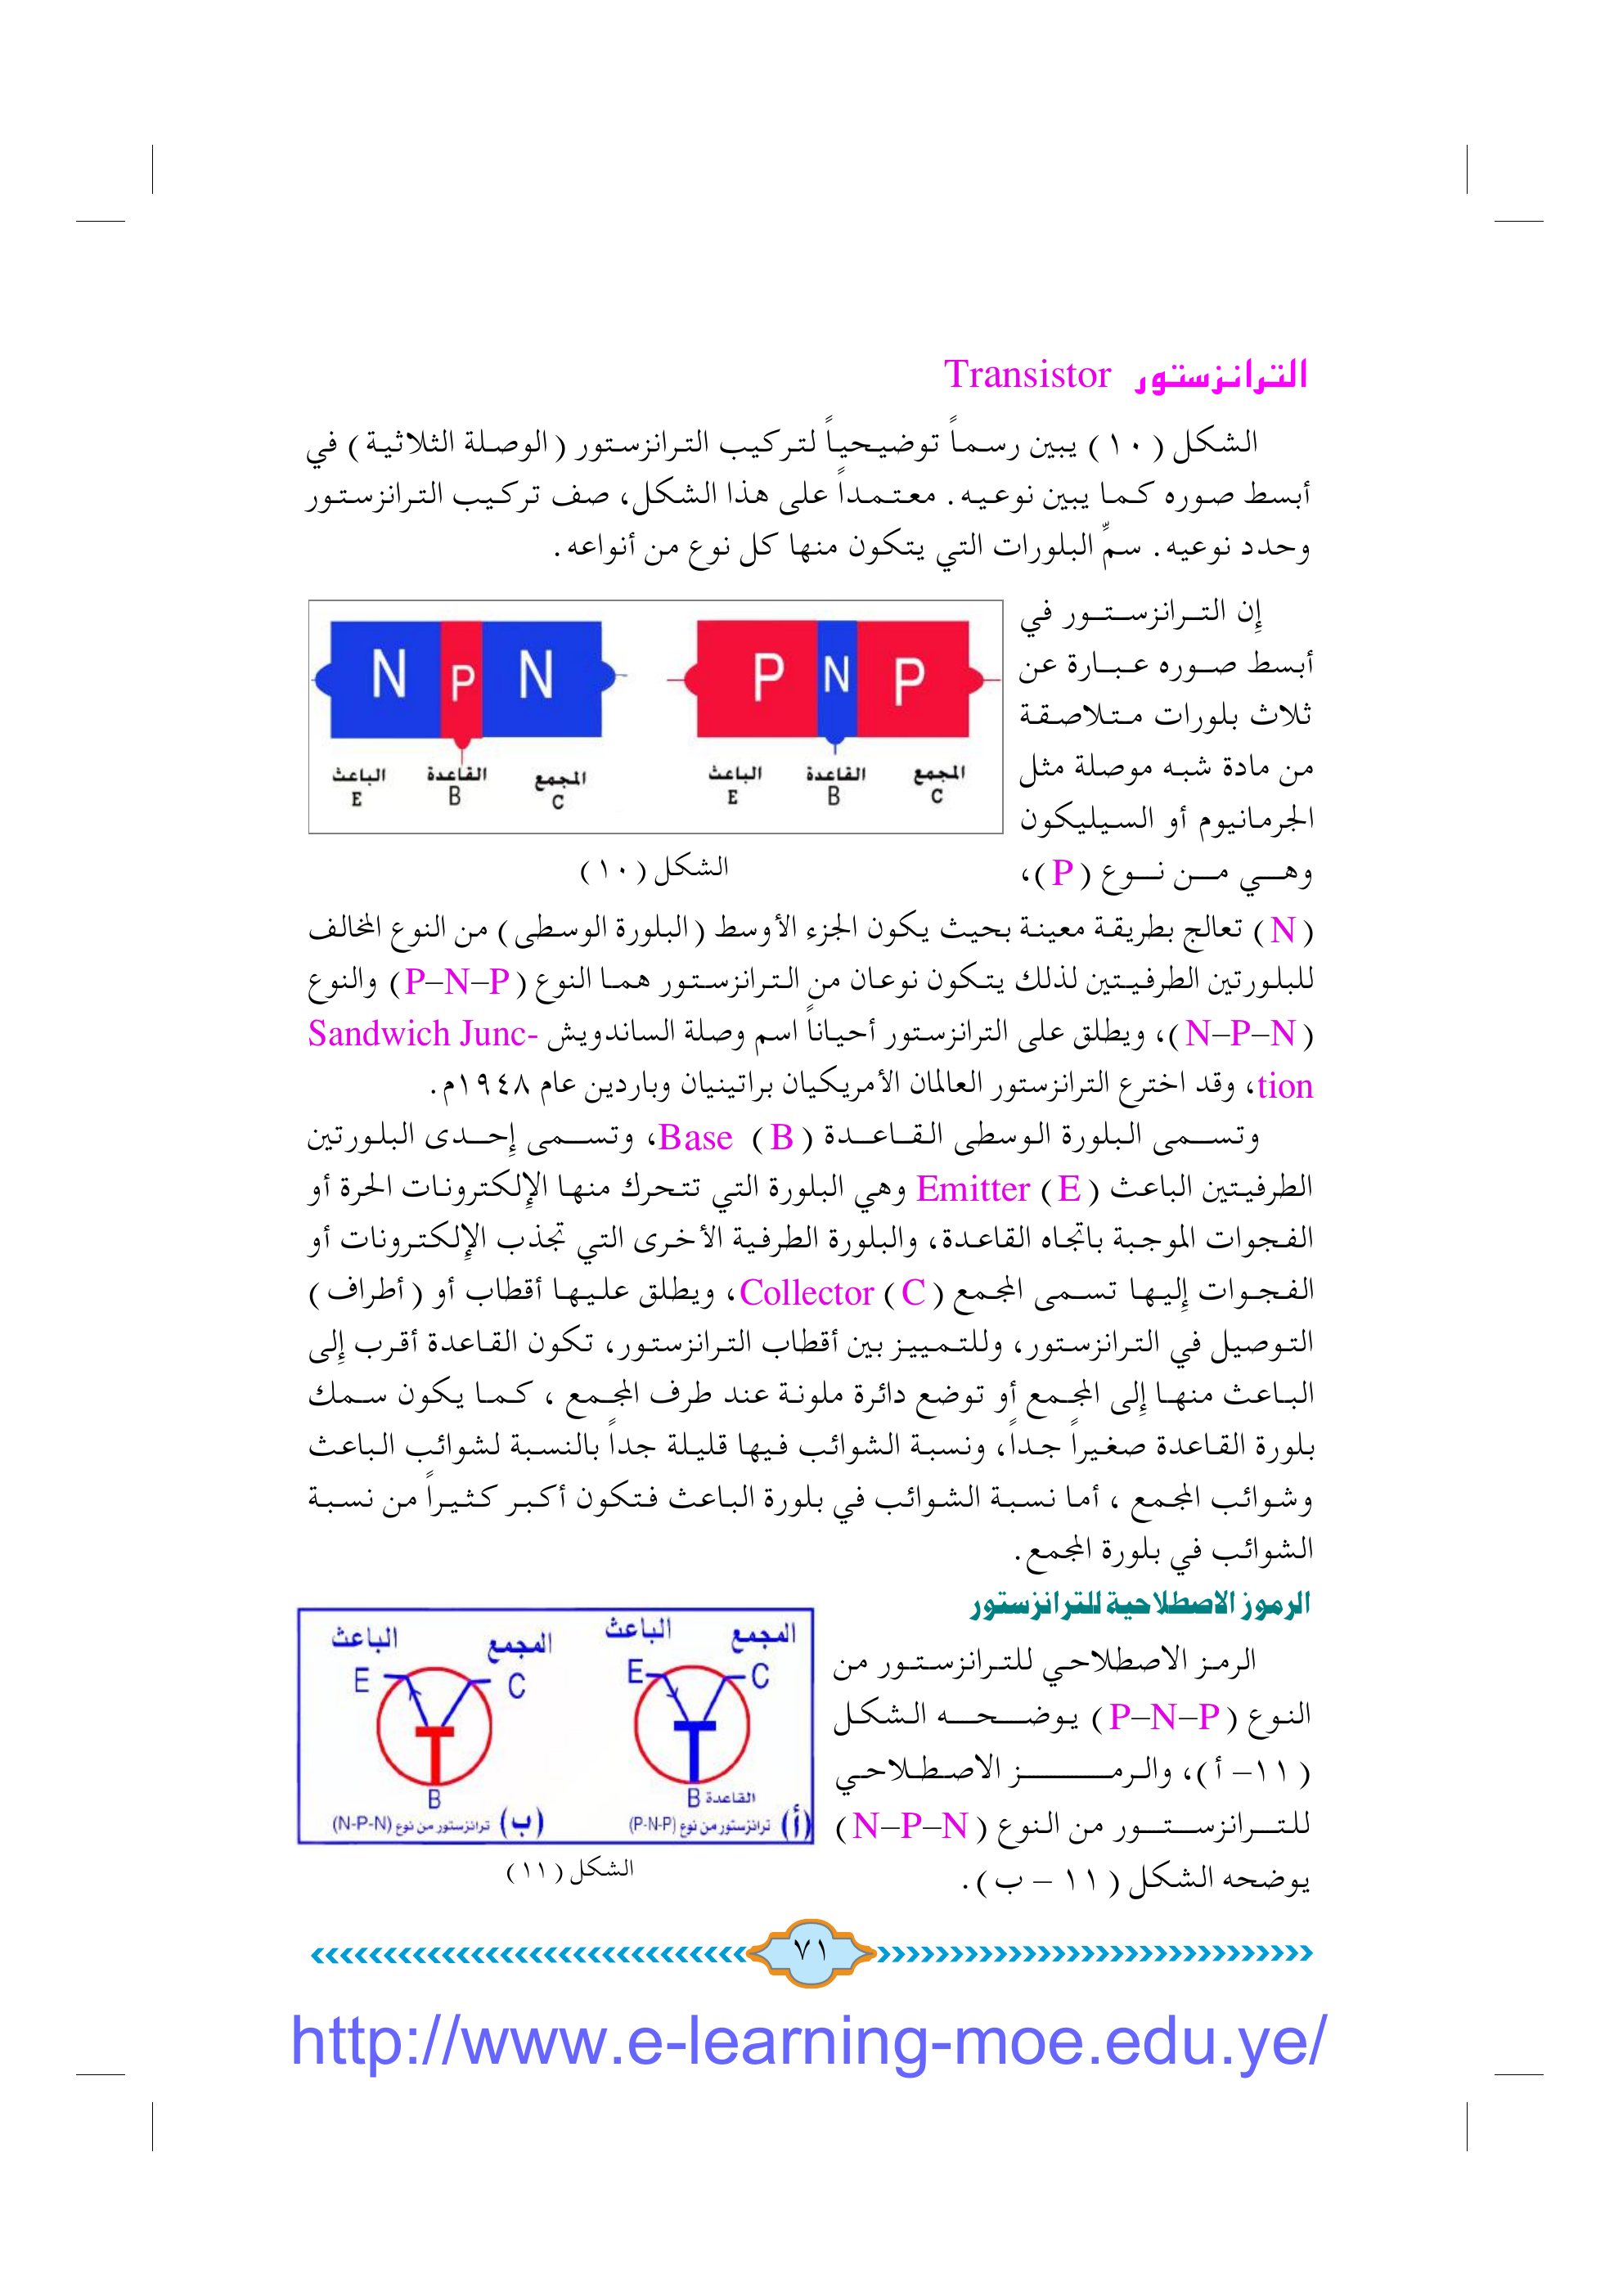 الترانزستور Transistor
الشكل (١٠) يبين رسماً توضيحياً لتركيب الترانزستور (الوصلة الثلاثية) في
أبسط صوره كما يبين نوعيه. معتمداً على هذا الشكل، صف تركيب الترانزستور
وحدد نوعيه. سمِّ البلورات التي يتكون منها كل نوع من أنواعه.
إن الترانزستور في
أبسط صوره عبارة عن
ثلاث بلورات متلاصقة
من مادة شبه موصلة مثل
الجرمانيوم أو السيليكون
وهي من نوع (P)،
N P N
P N P
الباعث القاعدة المجمع
E B C
الباعث القاعدة المجمع
E B C
الشكل (١٠)
(N) تعالج بطريقة معينة بحيث يكون الجزء الأوسط (البلورة الوسطى) من النوع المخالف
للبلورتين الطرفيتين لذلك يتكون نوعان من الترانزستور هما النوع (P–N–P) والنوع
(N–P–N)، ويطلق على الترانزستور أحياناً اسم وصلة الساندويش Sandwich Junc-
tion، وقد اخترع الترانزستور العالمان الأمريكيان براتينيان وباردين عام ١٩٤٨م.
وتسمى البلورة الوسطى القاعدة (B) Base، وتسمى إحدى البلورتين
الطرفيتين الباعث (E) Emitter وهي البلورة التي تتحرك منها الإلكترونات الحرة أو
الفجوات الموجبة باتجاه القاعدة، والبلورة الطرفية الأخرى التي تجذب الإلكترونات أو
الفجوات إليها تسمى المجمع (C) Collector، ويطلق عليها أقطاب أو (أطراف)
التوصيل في الترانزستور، وللتمييز بين أقطاب الترانزستور، تكون القاعدة أقرب إلى
الباعث منها إلى المجمع أو توضع دائرة ملونة عند طرف المجمع ، كما يكون سمك
بلورة القاعدة صغيراً جداً، ونسبة الشوائب فيها قليلة جداً بالنسبة لشوائب الباعث
وشوائب المجمع ، أما نسبة الشوائب في بلورة الباعث فتكون أكبر كثيراً من نسبة
الشوائب في بلورة المجمع.
الرموز الاصطلاحية للترانزستور
الرمز الاصطلاحي للترانزستور من
النوع (P–N–P) يوضحه الشكل
(١١– أ)، والرمز الاصطلاحي
للترانزستور من النوع (N–P–N)
يوضحه الشكل (١١ – ب).
الباعث المجمع
E C
القاعدة B
(أ) ترانزستور من نوع (P-N-P)
الباعث المجمع
E C
B
(ب) ترانزستور من نوع (N-P-N)
الشكل (١١)
٧١
http://www.e-learning-moe.edu.ye/